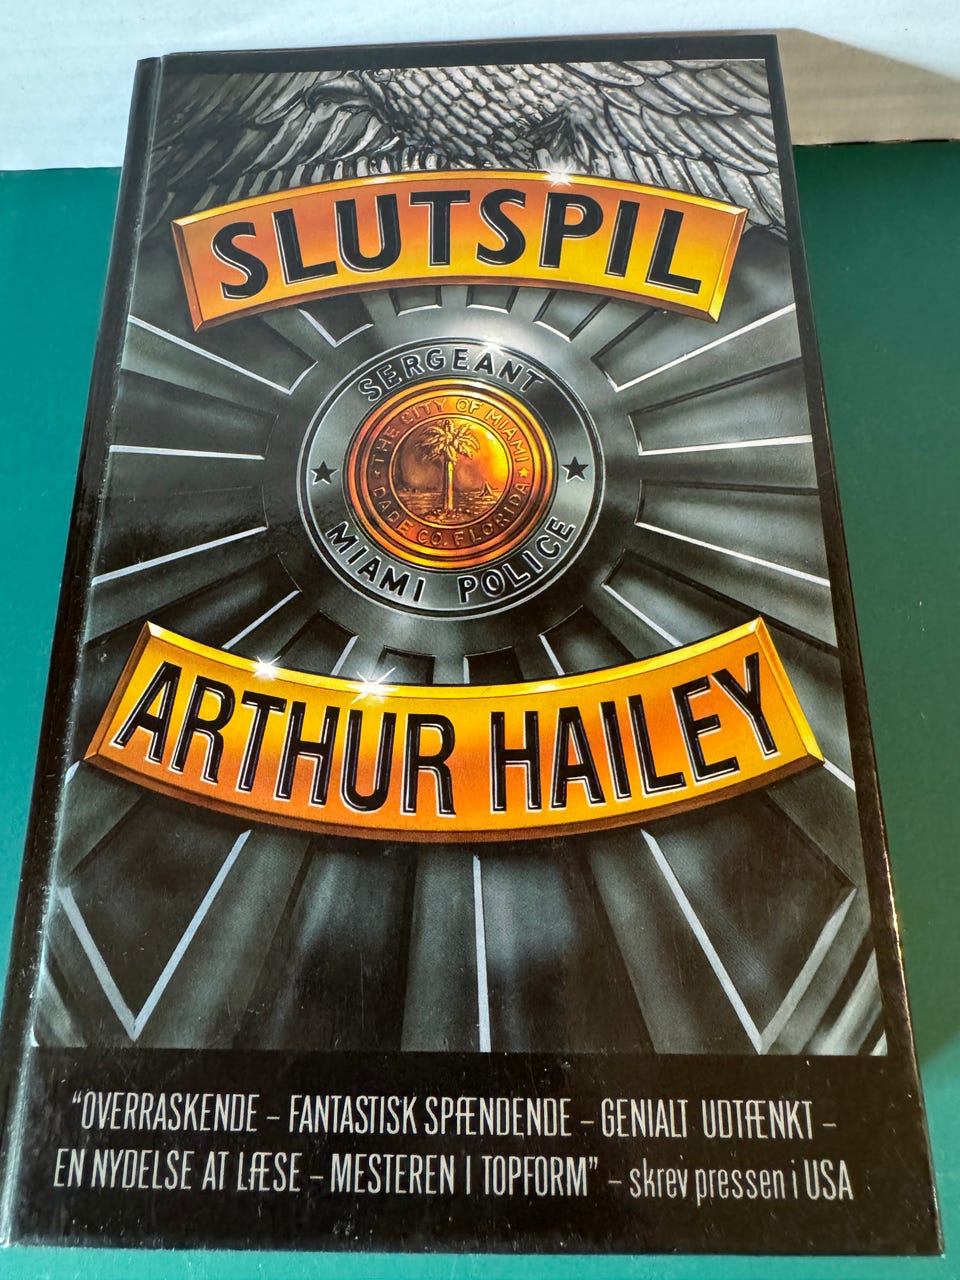 SLUTSPIL
SERGEANT
THE CITY OF MIAMI
DADE CO. FLORIDA
MIAMI POLICE
ARTHUR HAILEY
"OVERRASKENDE – FANTASTISK SPÆNDENDE – GENIALT UDTÆNKT –
EN NYDELSE AT LÆSE – MESTEREN I TOPFORM" – skrev pressen i USA